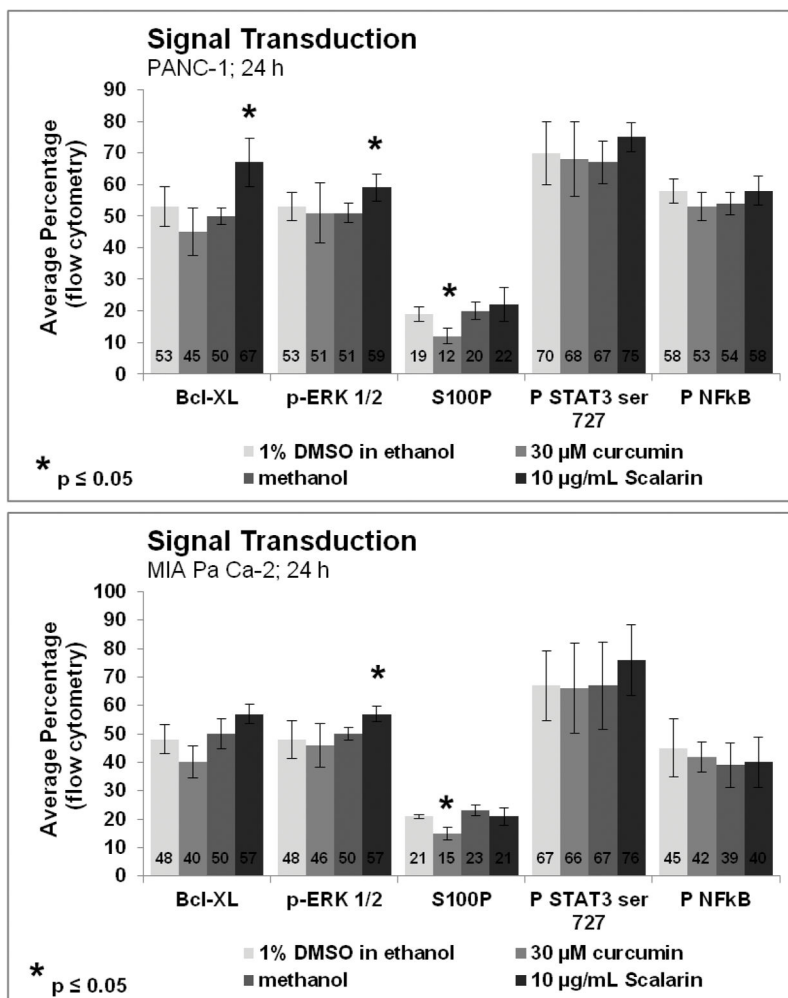 Signal Transduction
PANC-1; 24 h
Average Percentage
(flow cytometry)
90
80
70
60
50
40
30
20
10
0
*
*
*
53 45 50 67 53 51 51 59 19 12 20 22 70 68 67 75 58 53 54 58
Bcl-XL p-ERK 1/2 S100P P STAT3 ser P NFkB
727
1% DMSO in ethanol 30 µM curcumin
methanol 10 µg/mL Scalarin
* p ≤ 0.05
Signal Transduction
MIA Pa Ca-2; 24 h
Average Percentage
(flow cytometry)
100
90
80
70
60
50
40
30
20
10
0
*
*
48 40 50 57 48 46 50 57 21 15 23 21 67 66 67 76 45 42 39 40
Bcl-XL p-ERK 1/2 S100P P STAT3 ser P NFkB
727
1% DMSO in ethanol 30 µM curcumin
methanol 10 µg/mL Scalarin
* p ≤ 0.05